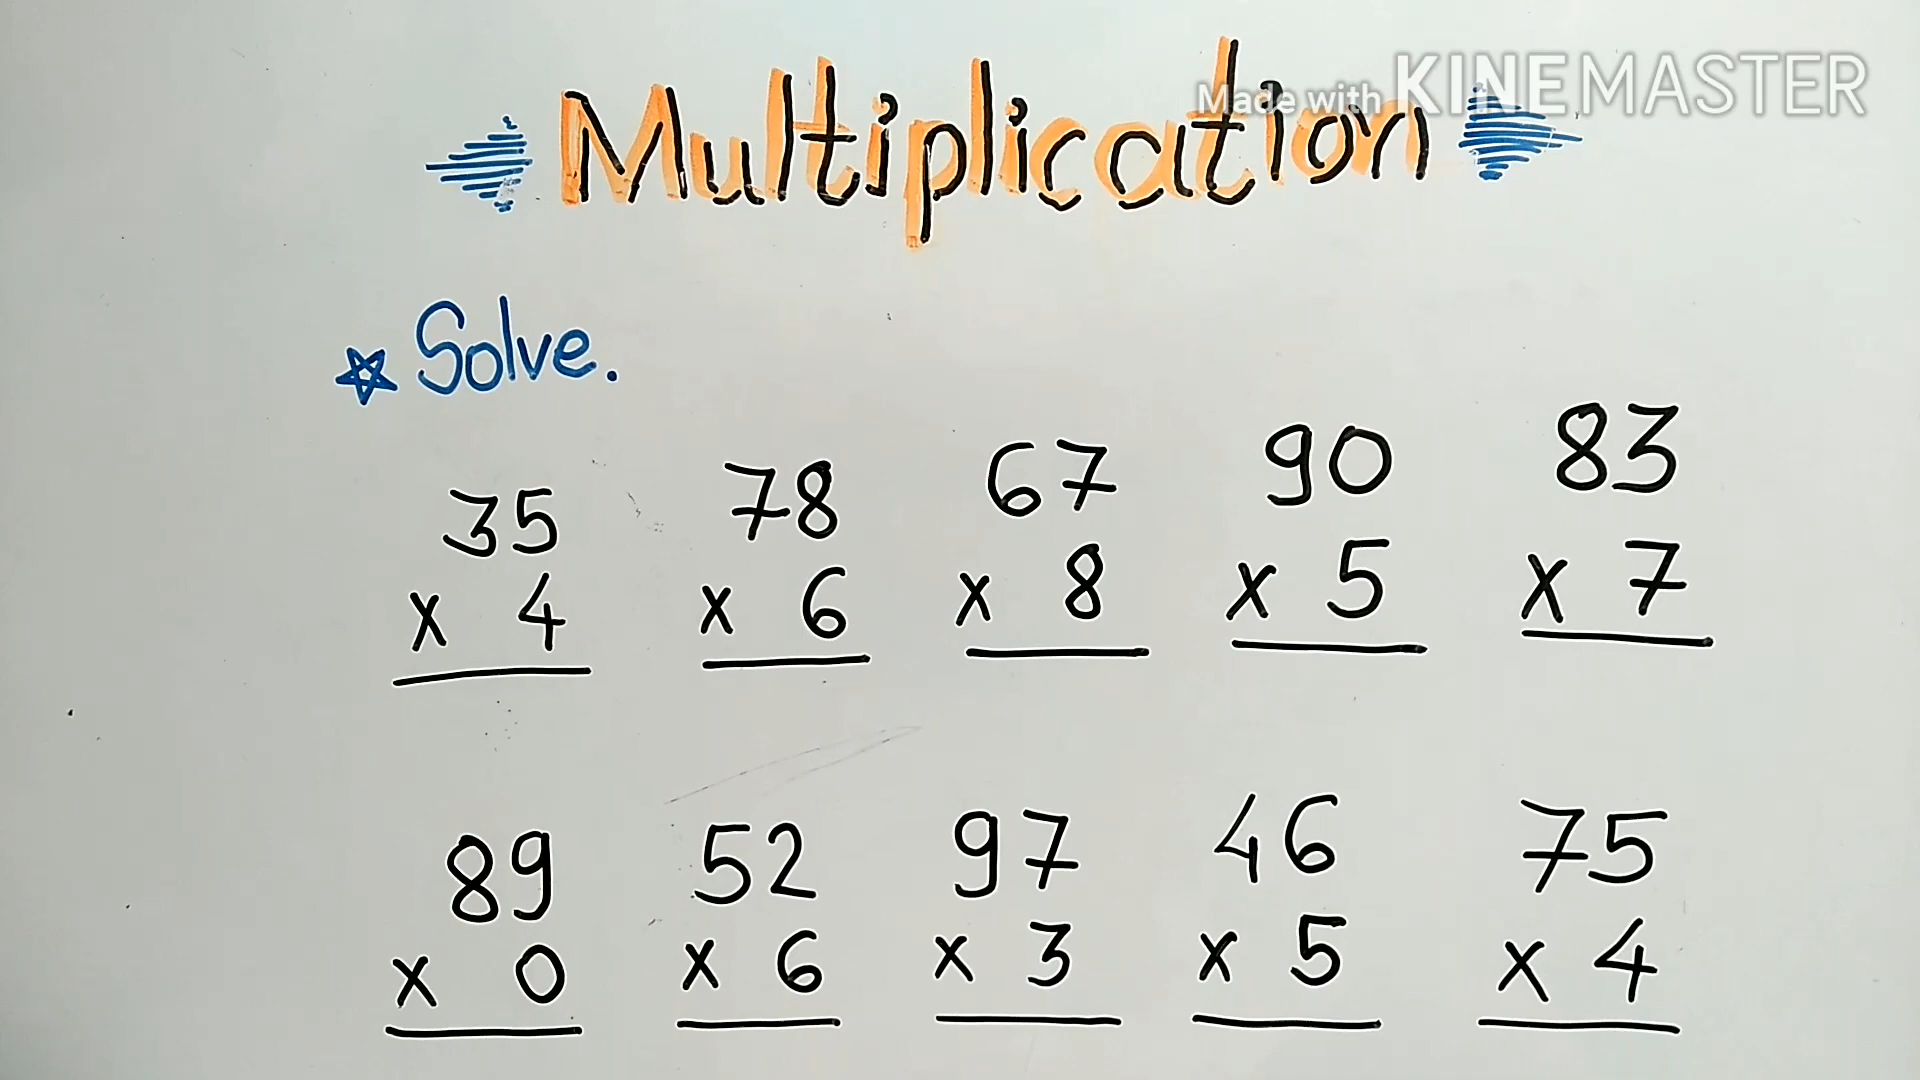 Made with KINEMASTER
Multiplication
☆ Solve.
35 78 67 90 83
x 4 x 6 x 8 x 5 x 7
89 52 97 46 75
x 0 x 6 x 3 x 5 x 4